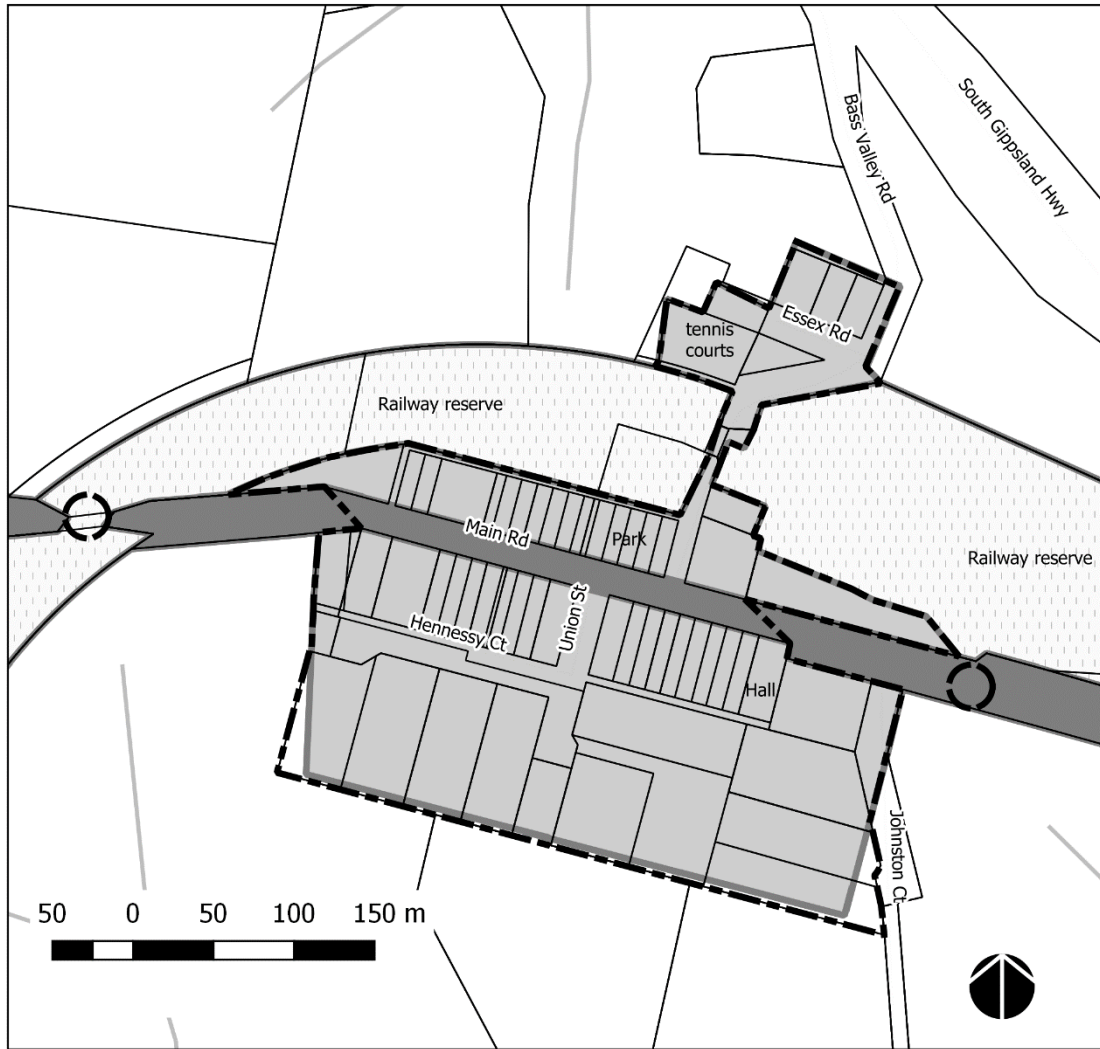 South Gippsland Hwy
Bass Valley Rd
Essex Rd
tennis
courts
Railway reserve
Main Rd
Park
Railway reserve
Union St
Hennessy Ct
Hall
Johnston Ct
50 0 50 100 150 m